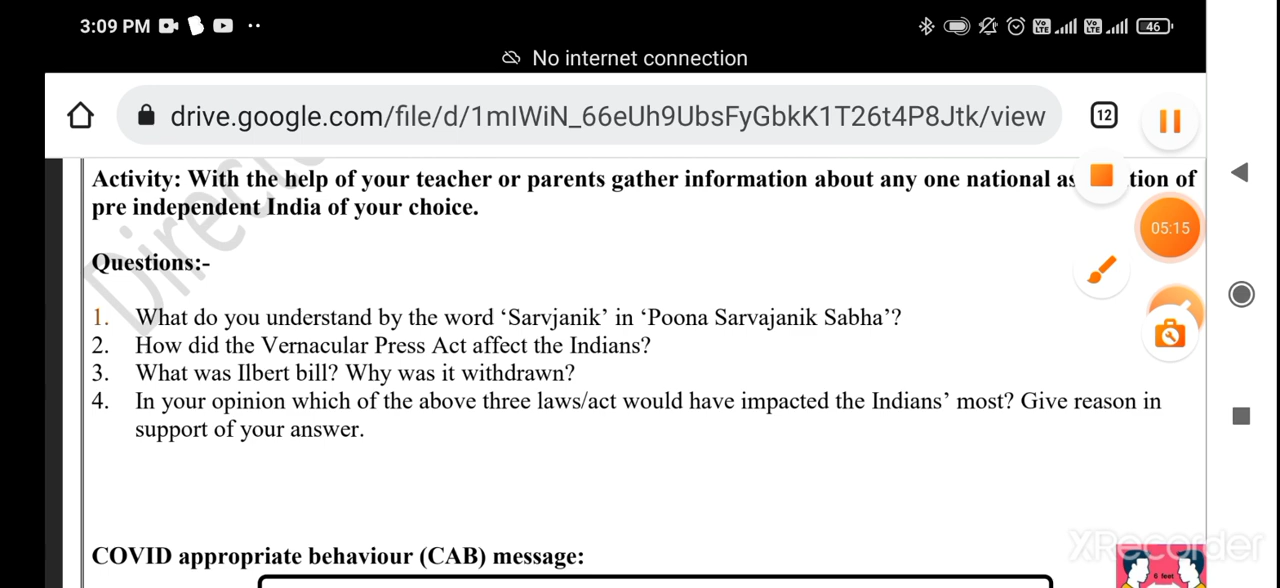 3:09 PM
46
No internet connection
drive.google.com/file/d/1mIWiN_66eUh9UbsFyGbkK1T26t4P8Jtk/view
12
Activity: With the help of your teacher or parents gather information about any one national as tion of
pre independent India of your choice.
05:15
Questions:-
1. What do you understand by the word ‘Sarvjanik’ in ‘Poona Sarvajanik Sabha’?
2. How did the Vernacular Press Act affect the Indians?
3. What was Ilbert bill? Why was it withdrawn?
4. In your opinion which of the above three laws/act would have impacted the Indians’ most? Give reason in
support of your answer.
XRecorder
COVID appropriate behaviour (CAB) message:
6 feet